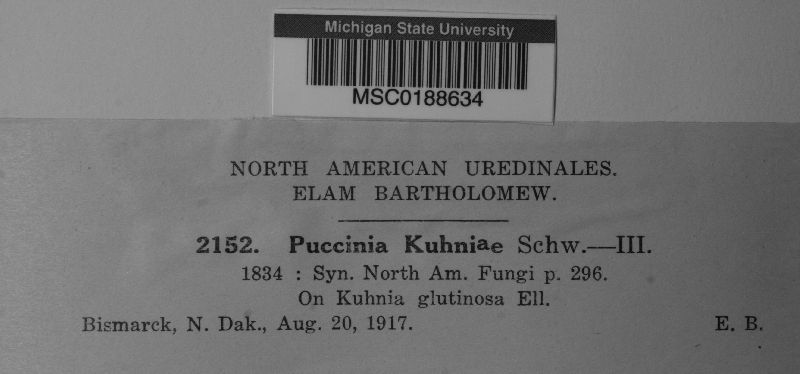 Michigan State University
MSC0188634
NORTH AMERICAN UREDINALES.
ELAM BARTHOLOMEW.
2152. Puccinia Kuhniae Schw.—III.
1834 : Syn. North Am. Fungi p. 296.
On Kuhnia glutinosa Ell.
Bismarck, N. Dak., Aug. 20, 1917. E. B.